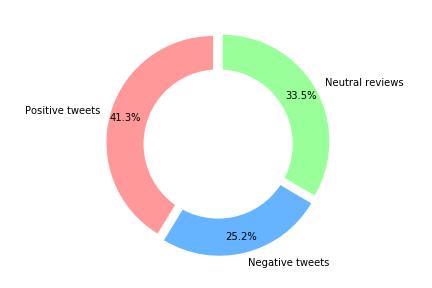 Neutral reviews
33.5%
Positive tweets
41.3%
25.2%
Negative tweets